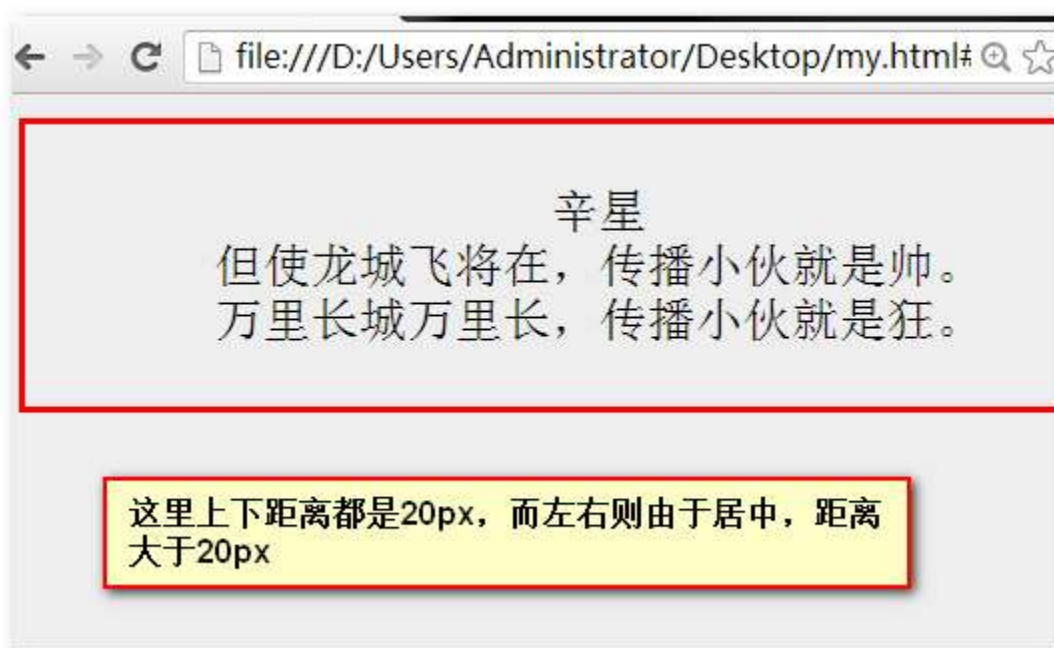 file:///D:/Users/Administrator/Desktop/my.html#
辛星
但使龙城飞将在，传播小伙就是帅。
万里长城万里长，传播小伙就是狂。
这里上下距离都是20px，而左右则由于居中，距离
大于20px